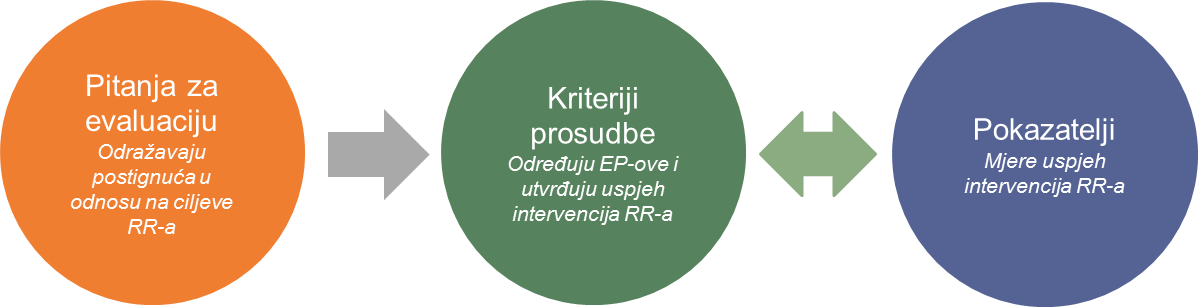 Pitanja za
evaluaciju
Odražavaju
postignuća u
odnosu na ciljeve
RR-a
Kriteriji
prosudbe
Određuju EP-ove i
utvrđuju uspjeh
intervencija RR-a
Pokazatelji
Mjere uspjeh
intervencija RR-a